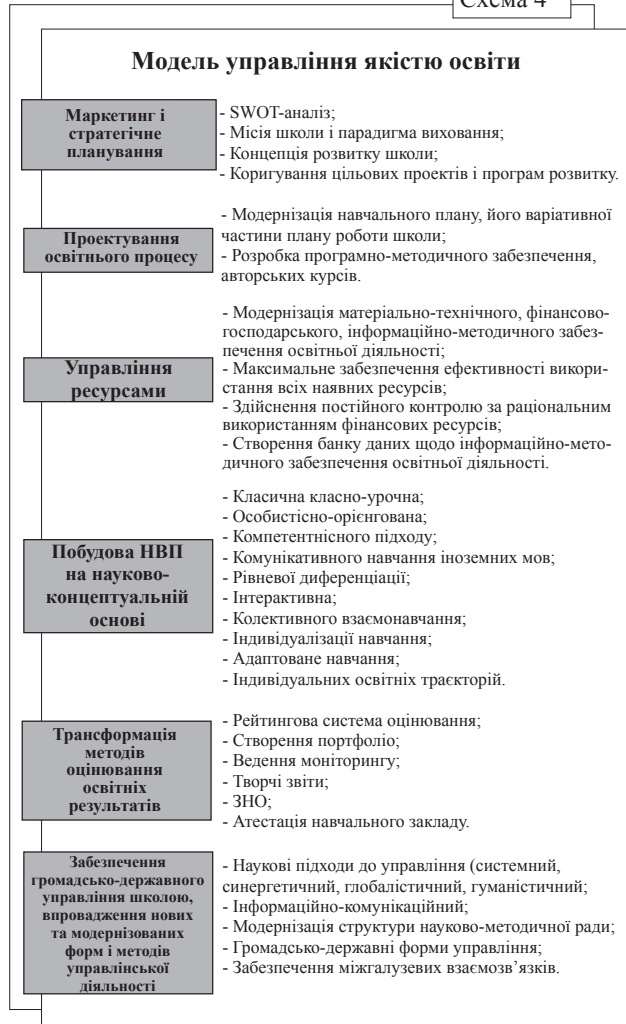 Схема 4
Модель управління якістю освіти
Маркетинг і
стратегічне
планування
- SWOT-аналіз;
- Місія школи і парадигма виховання;
- Концепція розвитку школи;
- Коригування цільових проектів і програм розвитку.
Проектування
освітнього процесу
- Модернізація навчального плану, його варіативної
частини плану роботи школи;
- Розробка програмно-методичного забезпечення,
авторських курсів.
Управління
ресурсами
- Модернізація матеріально-технічного, фінансово-
господарського, інформаційно-методичного забез-
печення освітньої діяльності;
- Максимальне забезпечення ефективності викори-
стання всіх наявних ресурсів;
- Здійснення постійного контролю за раціональним
використанням фінансових ресурсів;
- Створення банку даних щодо інформаційно-мето-
дичного забезпечення освітньої діяльності.
Побудова НВП
на науково-
концептуальній
основі
- Класична класно-урочна;
- Особистісно-орієнгована;
- Компетентнісного підходу;
- Комунікативного навчання іноземних мов;
- Рівневої диференціації;
- Інтерактивна;
- Колективного взаємонавчання;
- Індивідуалізації навчання;
- Адаптоване навчання;
- Індивідуальних освітніх траєкторій.
Трансформація
методів
оцінювання
освітніх
результатів
- Рейтингова система оцінювання;
- Створення портфоліо;
- Ведення моніторингу;
- Творчі звіти;
- ЗНО;
- Атестація навчального закладу.
Забезпечення
громадсько-державного
управління школою,
впровадження нових
та модернізованих
форм і методів
управлінської
діяльності
- Наукові підходи до управління (системний,
синергетичний, глобалістичний, гуманістичний;
- Інформаційно-комунікаційний;
- Модернізація структури науково-методичної ради;
- Громадсько-державні форми управління;
- Забезпечення міжгалузевих взаємозв'язків.